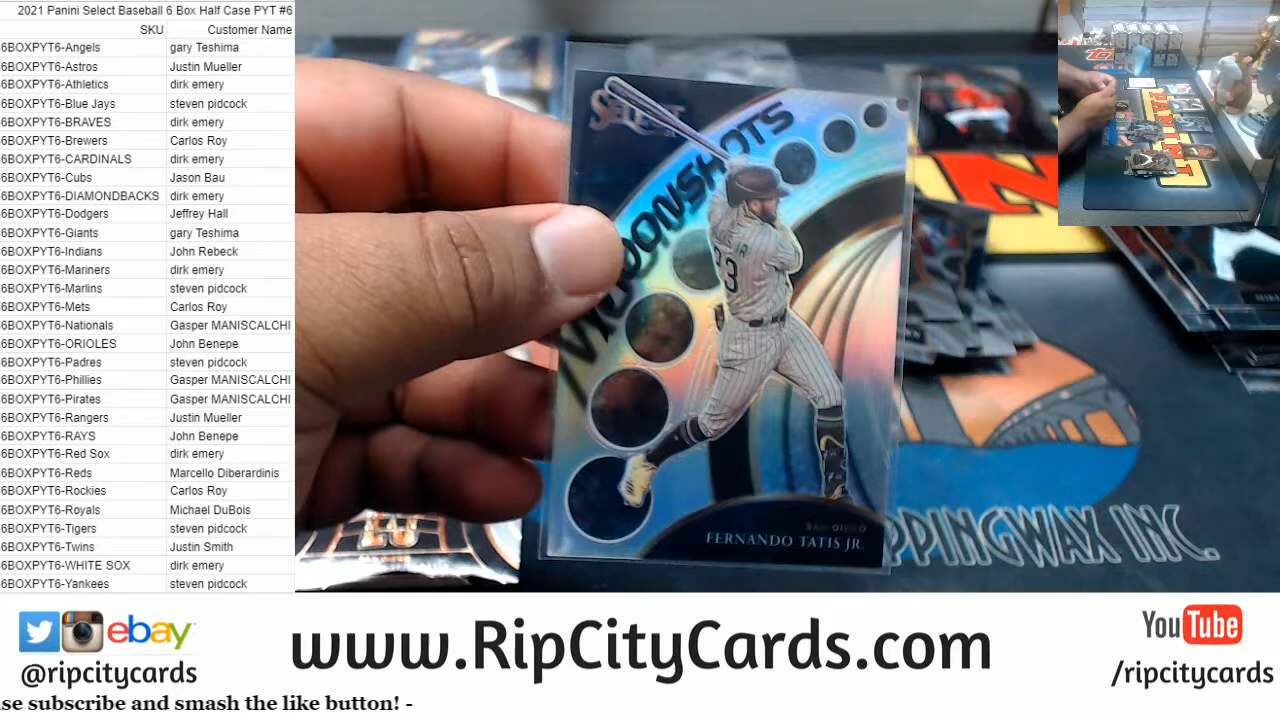 2021 Panini Select Baseball 6 Box Half Case PYT #6
SKU Customer Name
6BOXPYT6-Angels gary Teshima
6BOXPYT6-Astros Justin Mueller
6BOXPYT6-Athletics dirk emery
6BOXPYT6-Blue Jays steven pidcock
6BOXPYT6-BRAVES dirk emery
6BOXPYT6-Brewers Carlos Roy
6BOXPYT6-CARDINALS dirk emery
6BOXPYT6-Cubs Jason Bau
6BOXPYT6-DIAMONDBACKS dirk emery
6BOXPYT6-Dodgers Jeffrey Hall
6BOXPYT6-Giants gary Teshima
6BOXPYT6-Indians John Rebeck
6BOXPYT6-Mariners dirk emery
6BOXPYT6-Marlins steven pidcock
6BOXPYT6-Mets Carlos Roy
6BOXPYT6-Nationals Gasper MANISCALCHI
6BOXPYT6-ORIOLES John Benepe
6BOXPYT6-Padres steven pidcock
6BOXPYT6-Phillies Gasper MANISCALCHI
6BOXPYT6-Pirates Gasper MANISCALCHI
6BOXPYT6-Rangers Justin Mueller
6BOXPYT6-RAYS John Benepe
6BOXPYT6-Red Sox dirk emery
6BOXPYT6-Reds Marcello Diberardinis
6BOXPYT6-Rockies Carlos Roy
6BOXPYT6-Royals Michael DuBois
6BOXPYT6-Tigers steven pidcock
6BOXPYT6-Twins Justin Smith
6BOXPYT6-WHITE SOX dirk emery
6BOXPYT6-Yankees steven pidcock
SELECT
MOONSHOTS
JR
23
SAN DIEGO
FERNANDO TATIS JR.
PPINGWAX INC.
PANINI
ebay
@ripcitycards
www.RipCityCards.com
YouTube
/ripcitycards
se subscribe and smash the like button! -